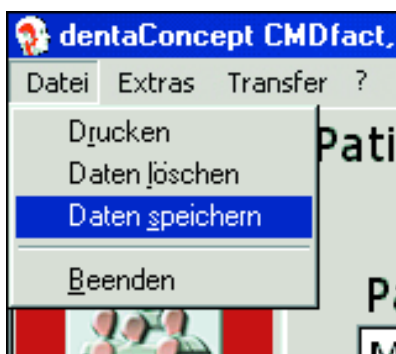 dentaConcept CMDfact,
Datei Extras Transfer ?
Drucken
Pati
Daten löschen
Daten speichern
Beenden
Pa
M